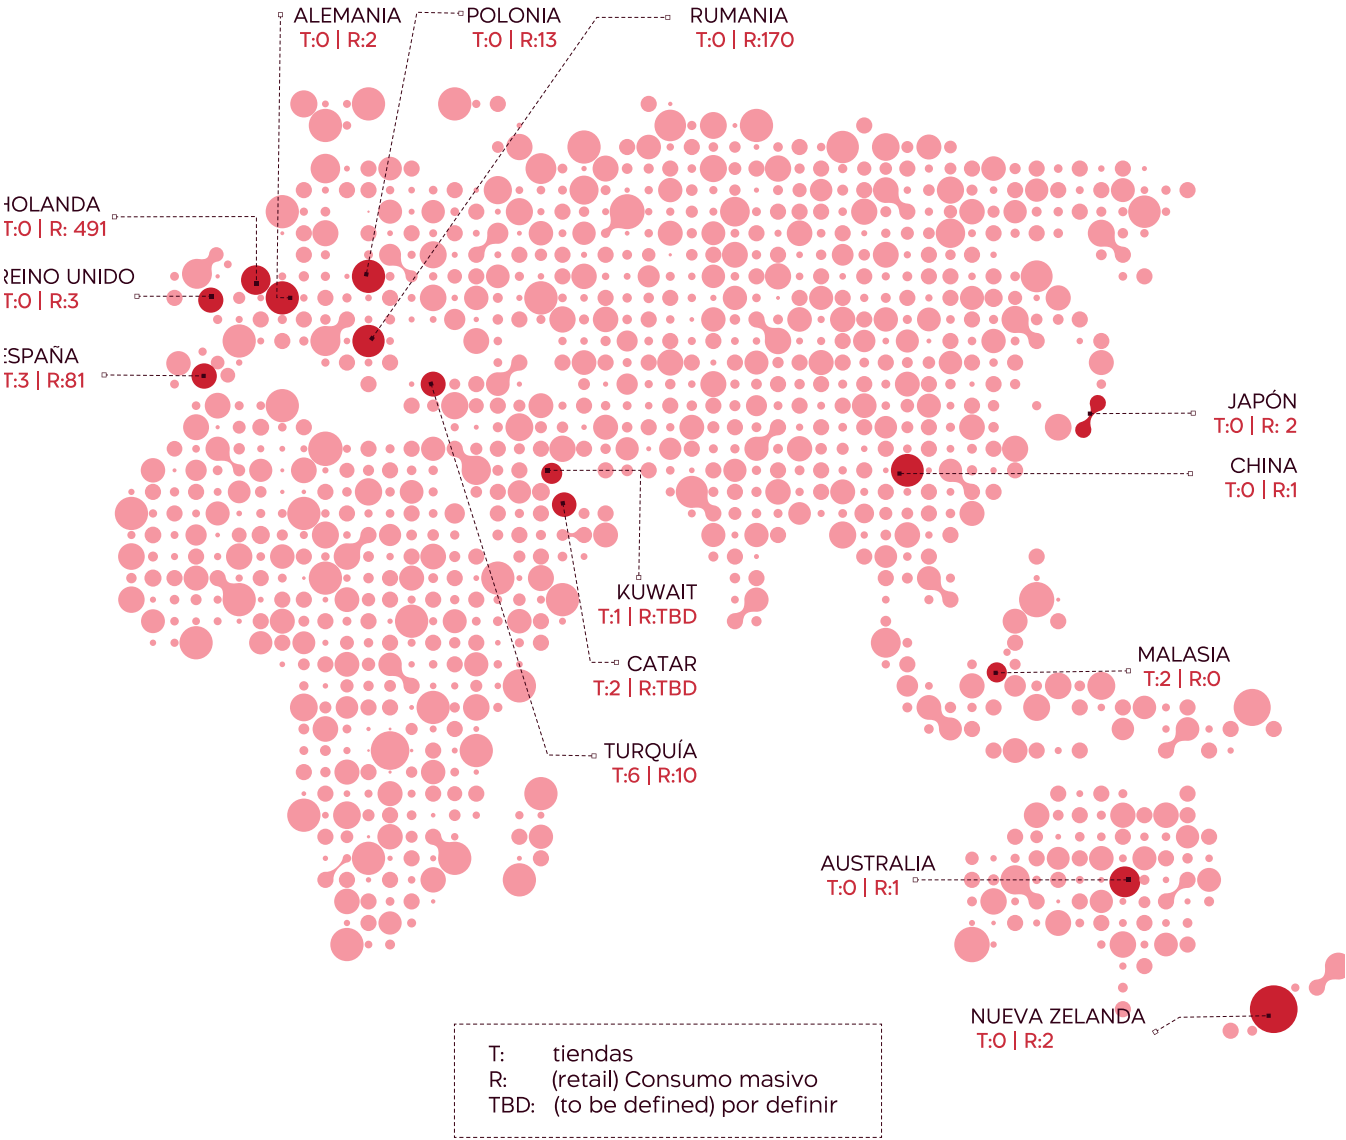 ALEMANIA
T:0 | R:2
POLONIA
T:0 | R:13
RUMANIA
T:0 | R:170
HOLANDA
T:0 | R: 491
REINO UNIDO
T:0 | R:3
ESPAÑA
T:3 | R:81
JAPÓN
T:0 | R: 2
CHINA
T:0 | R:1
KUWAIT
T:1 | R:TBD
CATAR
T:2 | R:TBD
MALASIA
T:2 | R:0
TURQUÍA
T:6 | R:10
AUSTRALIA
T:0 | R:1
NUEVA ZELANDA
T:0 | R:2
T: tiendas
R: (retail) Consumo masivo
TBD: (to be defined) por definir